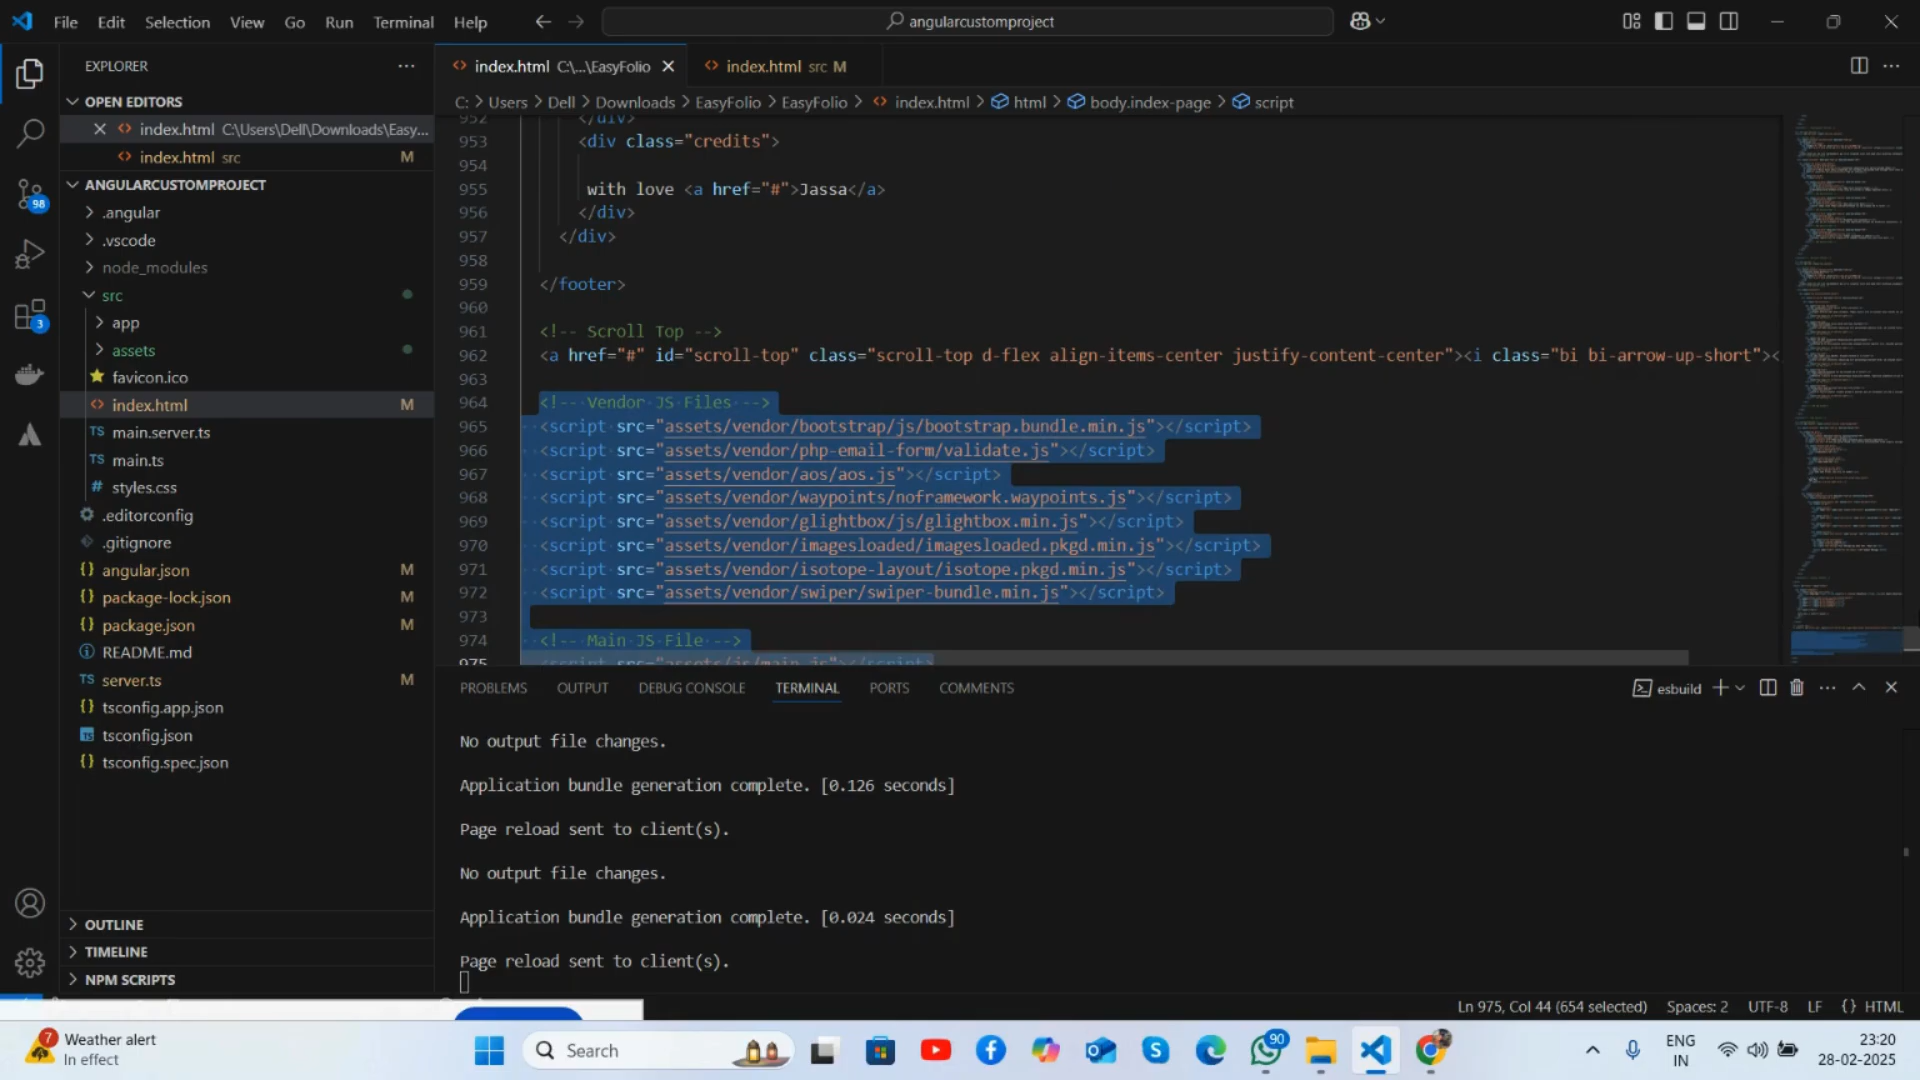 File Edit Selection View Go Run Terminal Help
angularcustomproject
EXPLORER
OPEN EDITORS
index.html C:\Users\Dell\Downloads\Easy...
index.html src M
ANGULARCUSTOMPROJECT
.angular
.vscode
node_modules
src
app
assets
favicon.ico
index.html M
main.server.ts
main.ts
styles.css
.editorconfig
.gitignore
angular.json M
package-lock.json M
package.json M
README.md
server.ts M
tsconfig.app.json
tsconfig.json
tsconfig.spec.json
OUTLINE
TIMELINE
NPM SCRIPTS
98
3
index.html C:\...\EasyFolio
index.html src M
C: > Users > Dell > Downloads > EasyFolio > EasyFolio > index.html > html > body.index-page > script
952 </div>
953 <div class="credits">
954
955 with love <a href="#">Jassa</a>
956 </div>
957 </div>
958
959 </footer>
960
961 <!-- Scroll Top -->
962 <a href="#" id="scroll-top" class="scroll-top d-flex align-items-center justify-content-center"><i class="bi bi-arrow-up-short"><
963
964 <!-- Vendor JS Files -->
965 <script src="assets/vendor/bootstrap/js/bootstrap.bundle.min.js"></script>
966 <script src="assets/vendor/php-email-form/validate.js"></script>
967 <script src="assets/vendor/aos/aos.js"></script>
968 <script src="assets/vendor/waypoints/noframework.waypoints.js"></script>
969 <script src="assets/vendor/glightbox/js/glightbox.min.js"></script>
970 <script src="assets/vendor/imagesloaded/imagesloaded.pkgd.min.js"></script>
971 <script src="assets/vendor/isotope-layout/isotope.pkgd.min.js"></script>
972 <script src="assets/vendor/swiper/swiper-bundle.min.js"></script>
973
974 <!-- Main JS File -->
975 <script src="assets/js/main.js"></script>
PROBLEMS OUTPUT DEBUG CONSOLE TERMINAL PORTS COMMENTS
esbuild
No output file changes.
Application bundle generation complete. [0.126 seconds]
Page reload sent to client(s).
No output file changes.
Application bundle generation complete. [0.024 seconds]
Page reload sent to client(s).
Ln 975, Col 44 (654 selected) Spaces: 2 UTF-8 LF {} HTML
7
Weather alert
In effect
Search
90
ENG
IN
23:20
28-02-2025